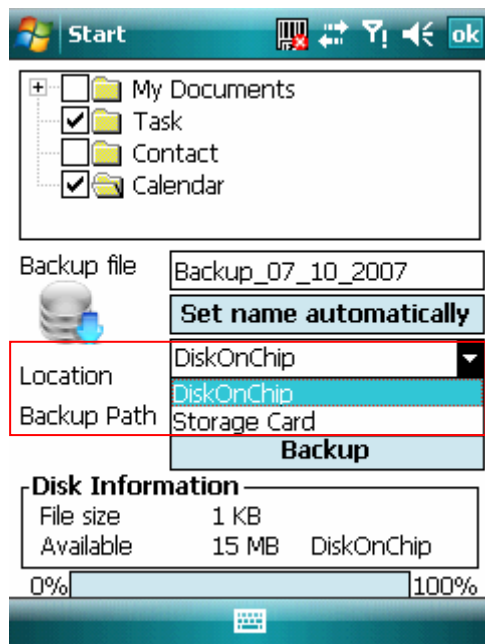 Start ok
My Documents
Task
Contact
Calendar
Backup file Backup_07_10_2007
Set name automatically
Location DiskOnChip
DiskOnChip
Backup Path Storage Card
Backup
Disk Information
File size 1 KB
Available 15 MB DiskOnChip
0% 100%